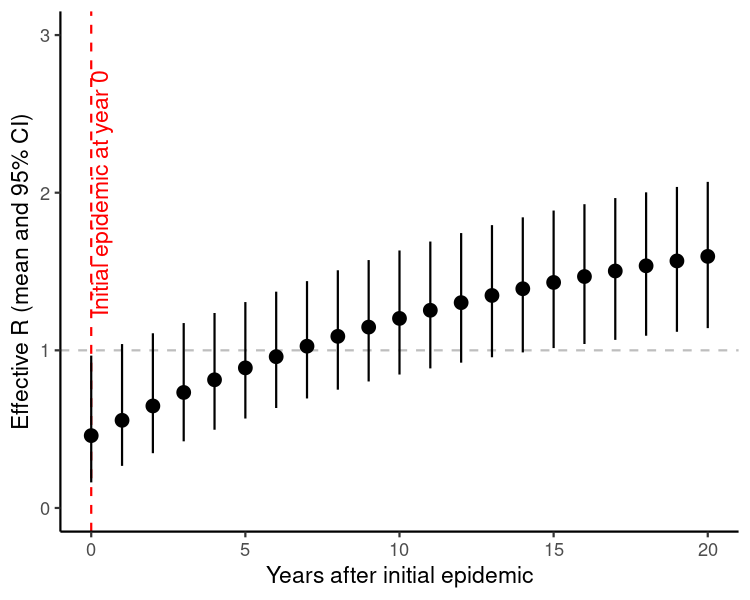 3
2
1
0
Effective R (mean and 95% CI)
Initial epidemic at year 0
0 5 10 15 20
Years after initial epidemic